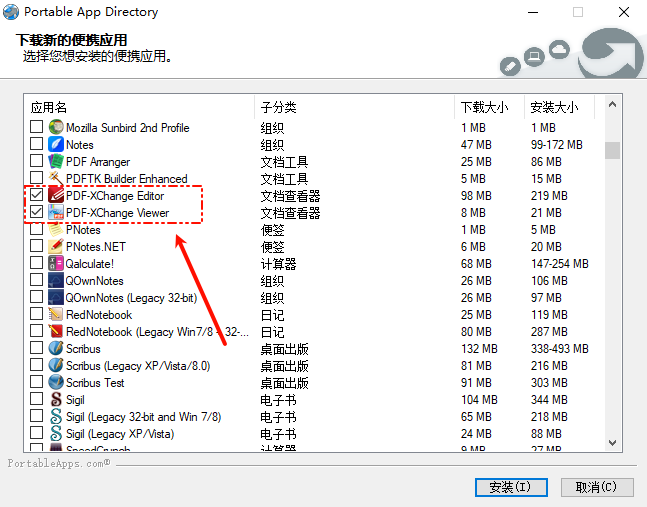 Portable App Directory
下载新的便携应用
选择您想安装的便携应用。
应用名 子分类 下载大小 安装大小
Mozilla Sunbird 2nd Profile 组织 1 MB 1 MB
Notes 组织 47 MB 99-172 MB
PDF Arranger 文档工具 25 MB 86 MB
PDFTK Builder Enhanced 文档工具 5 MB 15 MB
PDF-XChange Editor 文档查看器 98 MB 219 MB
PDF-XChange Viewer 文档查看器 8 MB 21 MB
PNotes 便签 1 MB 5 MB
PNotes.NET 便签 6 MB 20 MB
Qalculate! 计算器 68 MB 147-254 MB
QOwnNotes 组织 26 MB 106 MB
QOwnNotes (Legacy 32-bit) 组织 26 MB 97 MB
RedNotebook 日记 25 MB 119 MB
RedNotebook (Legacy Win7/8 - 32-... 日记 80 MB 287 MB
Scribus 桌面出版 132 MB 338-493 MB
Scribus (Legacy XP/Vista/8.0) 桌面出版 81 MB 216 MB
Scribus Test 桌面出版 91 MB 303 MB
Sigil 电子书 104 MB 344 MB
Sigil (Legacy 32-bit and Win 7/8) 电子书 65 MB 218 MB
Sigil (Legacy XP/Vista) 电子书 24 MB 88 MB
SpeedCrunch 计算器 9 MB 27 MB
PortableApps.com®
安装(I) 取消(C)